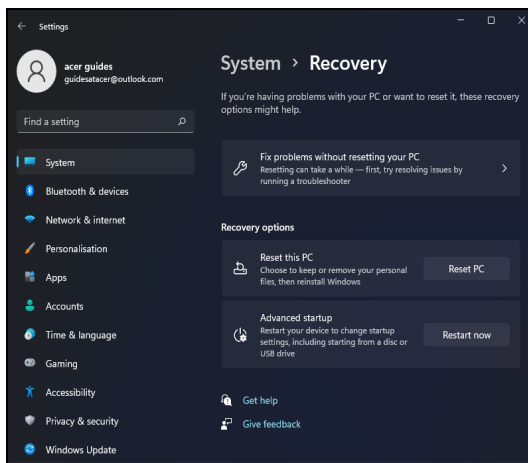 Settings
acer guides
guidesatacer@outlook.com
Find a setting
System
Bluetooth & devices
Network & internet
Personalisation
Apps
Accounts
Time & language
Gaming
Accessibility
Privacy & security
Windows Update
System > Recovery
If you're having problems with your PC or want to reset it, these recovery
options might help.
Fix problems without resetting your PC
Resetting can take a while — first, try resolving issues by
running a troubleshooter
Recovery options
Reset this PC
Choose to keep or remove your personal
files, then reinstall Windows
Reset PC
Advanced startup
Restart your device to change startup
settings, including starting from a disc or
USB drive
Restart now
Get help
Give feedback